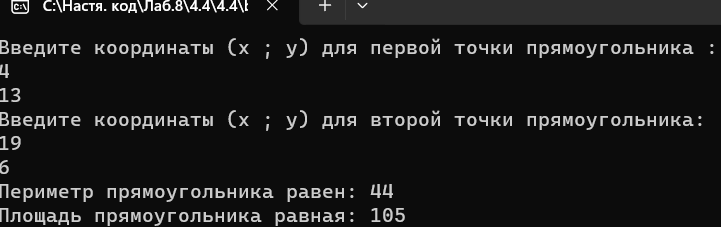 C:\Настя. код\Лаб.8\4.4\4.4\
Введите координаты (x ; y) для первой точки прямоугольника :
4
13
Введите координаты (x ; y) для второй точки прямоугольника:
19
6
Периметр прямоугольника равен: 44
Площадь прямоугольника равная: 105